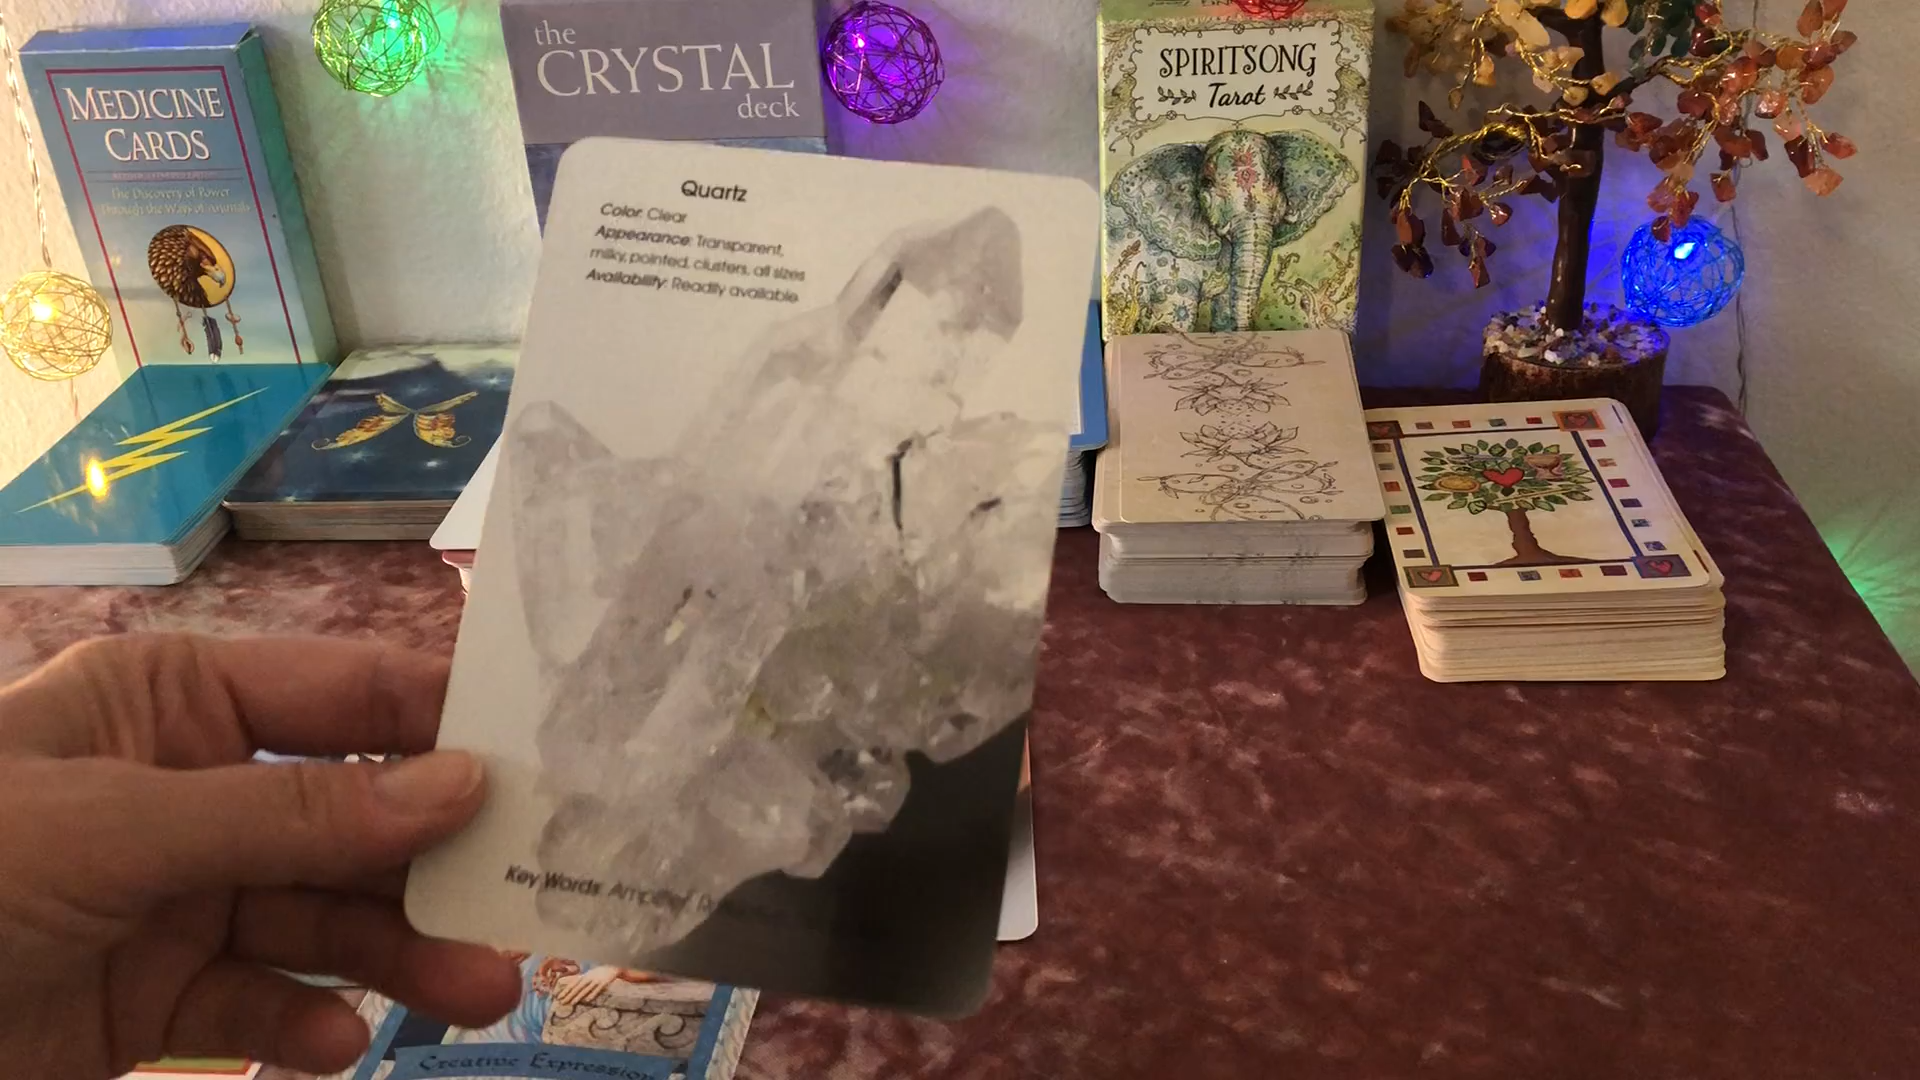 MEDICINE
CARDS
The Discovery of Power
Through the Ways of Animals
the
CRYSTAL
deck
SPIRITSONG
Tarot
Quartz
Color: Clear
Appearance: Transparent,
milky, pointed, clusters, all sizes
Availability: Readily available
Key Words: Amplifier
Creative Expression